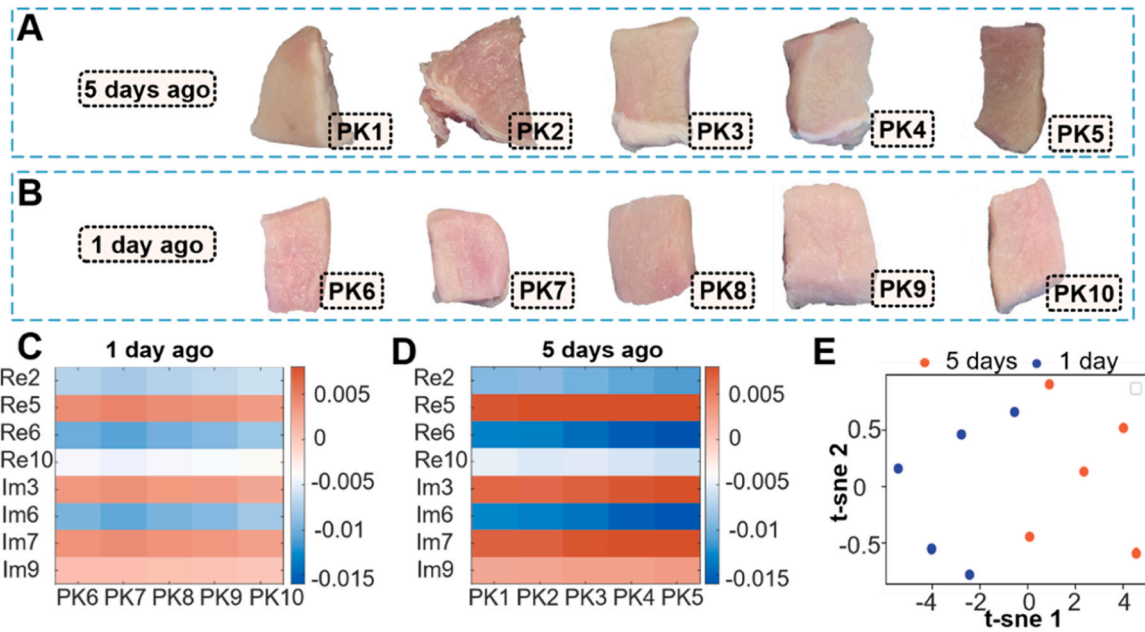 A
5 days ago
PK1
PK2
PK3
PK4
PK5
B
1 day ago
PK6
PK7
PK8
PK9
PK10
C
1 day ago
Re2
Re5
Re6
Re10
Im3
Im6
Im7
Im9
PK6 PK7 PK8 PK9 PK10
0.005
0
-0.005
-0.01
-0.015
D
5 days ago
Re2
Re5
Re6
Re10
Im3
Im6
Im7
Im9
PK1 PK2 PK3 PK4 PK5
0.005
0
-0.005
-0.01
-0.015
E
5 days 1 day
t-sne 2
0.5
0
-0.5
-4 -2 0 2 4
t-sne 1